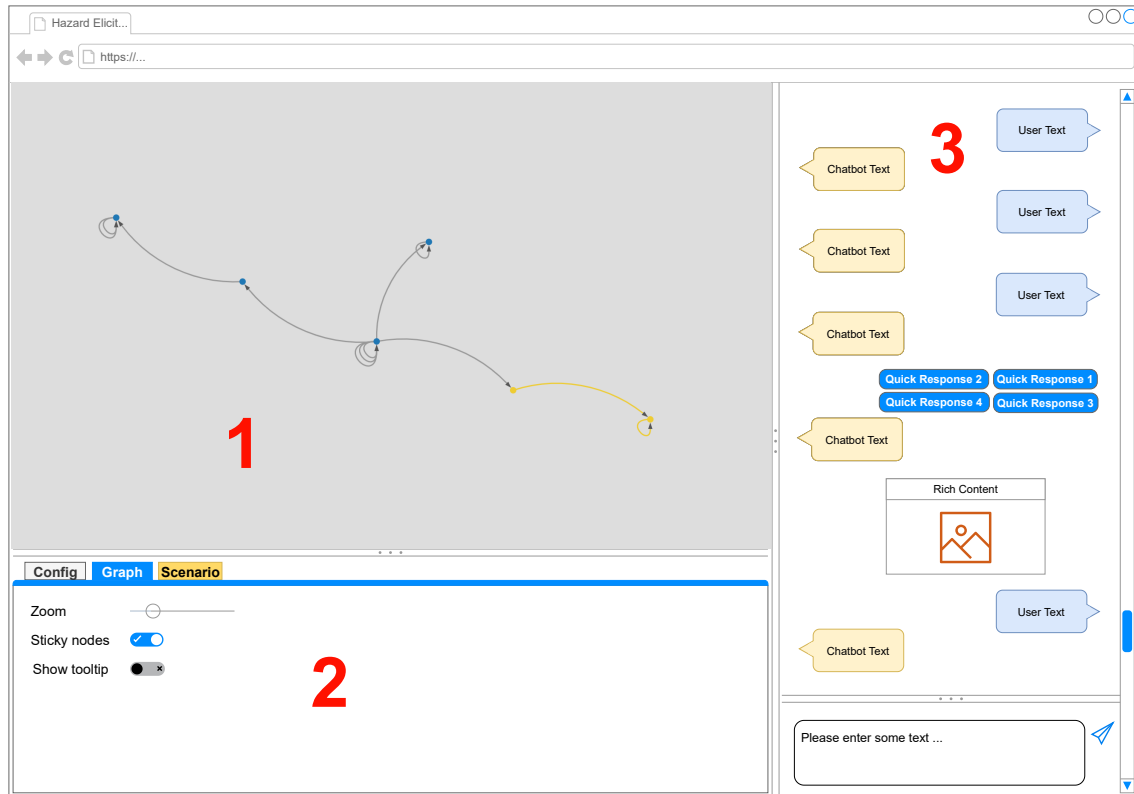 Hazard Elicit...
https://...
1
Config Graph Scenario
Zoom
Sticky nodes
Show tooltip
2
3
User Text
Chatbot Text
User Text
Chatbot Text
User Text
Chatbot Text
Quick Response 2 Quick Response 1
Quick Response 4 Quick Response 3
Chatbot Text
Rich Content
User Text
Chatbot Text
Please enter some text ...